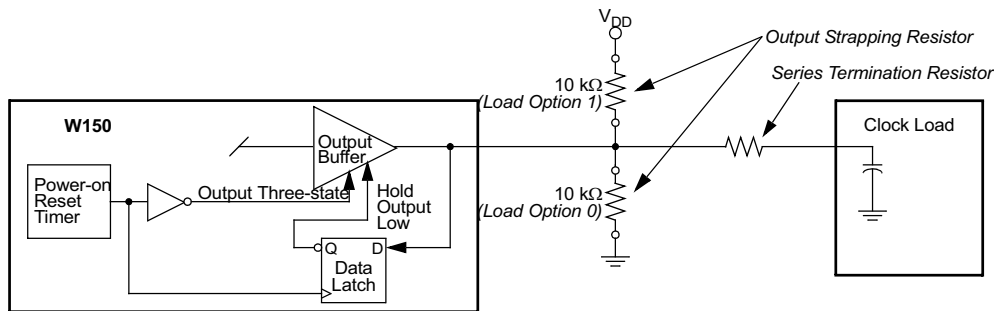 V_DD
Output Strapping Resistor
Series Termination Resistor
10 kΩ
(Load Option 1)
W150
Clock Load
Output
Buffer
Power-on
Reset
Timer
Output Three-state
Hold
Output
Low
10 kΩ
(Load Option 0)
Q
D
Data
Latch